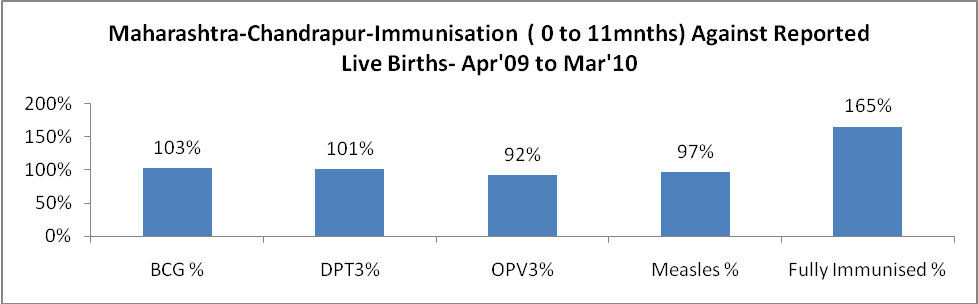 Maharashtra-Chandrapur-Immunisation ( 0 to 11mnths) Against Reported
Live Births- Apr'09 to Mar'10
200%
150%
100%
50%
0%
103%
101%
92%
97%
165%
BCG %
DPT3%
OPV3%
Measles %
Fully Immunised %